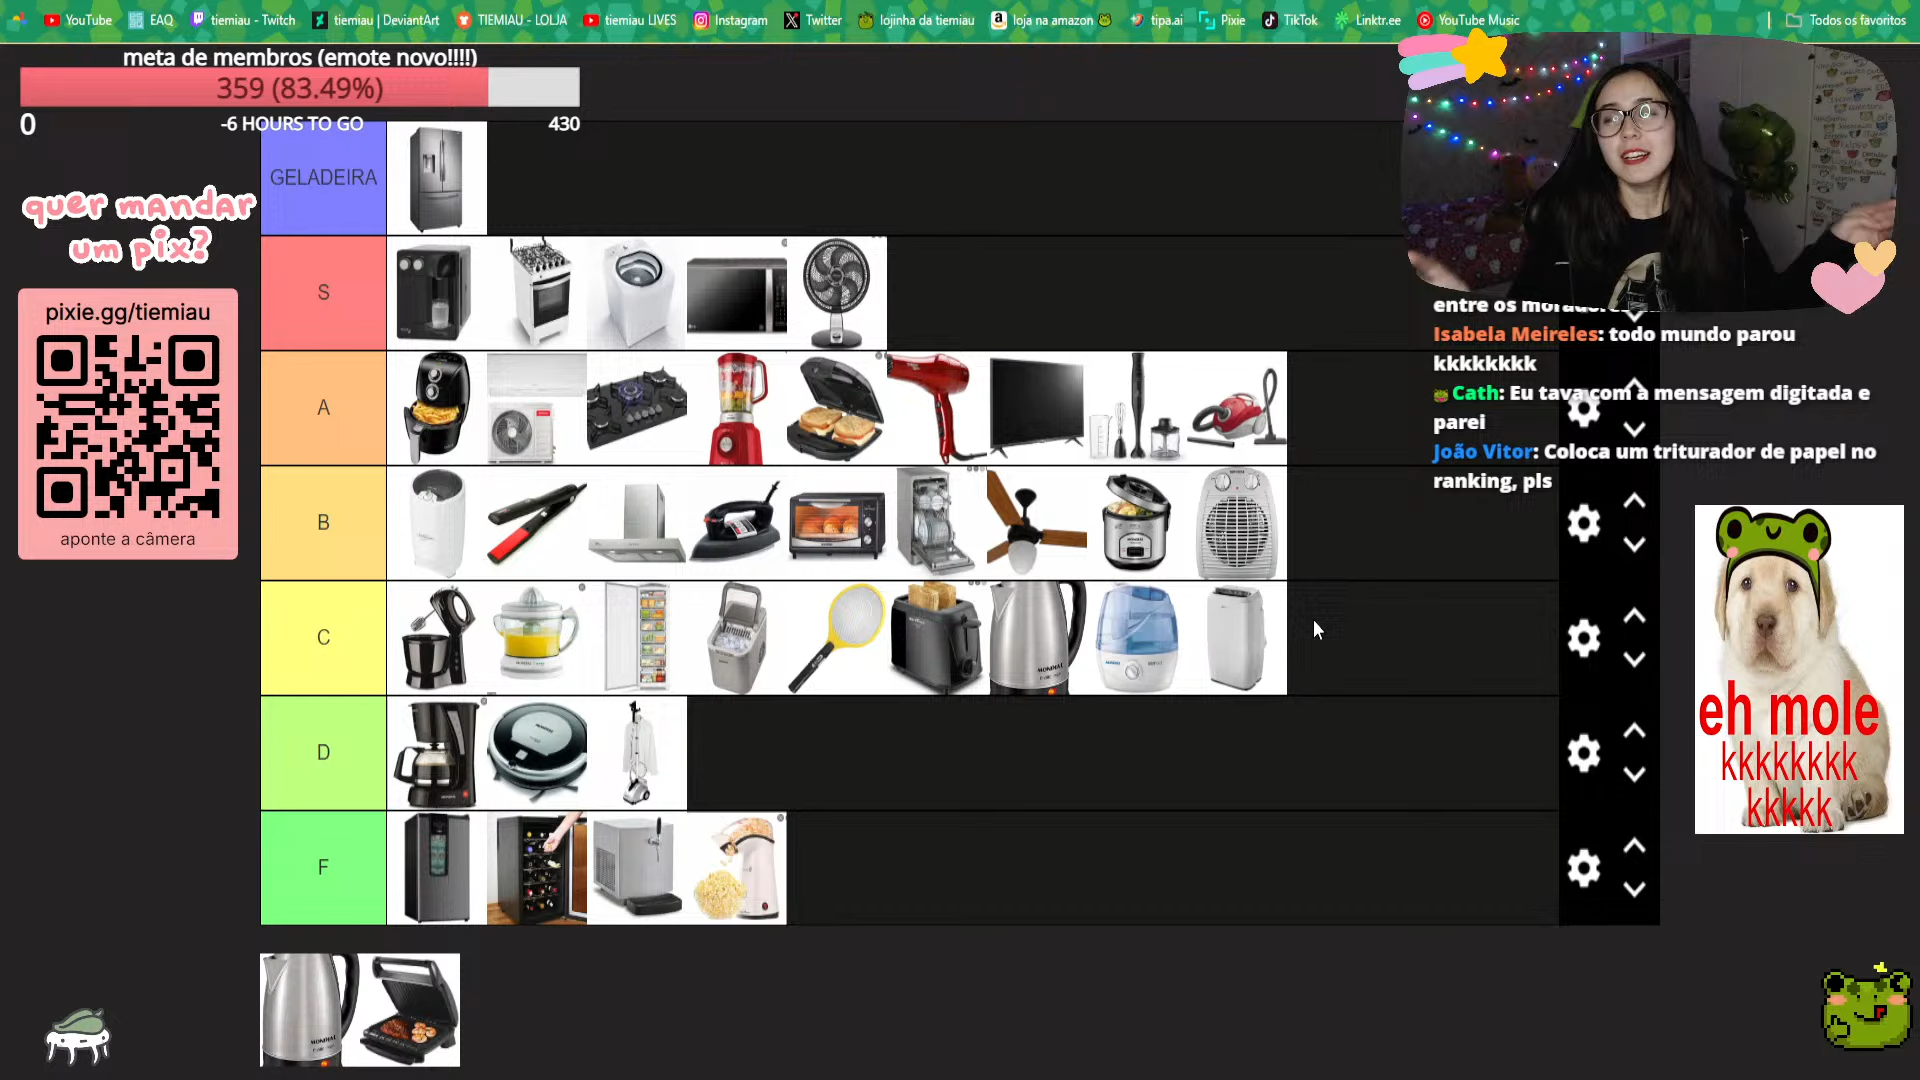 YouTube EAQ tiemiau - Twitch tiemiau | DeviantArt TIEMIAU - LOLJA tiemiau LIVES Instagram Twitter lojinha da tiemiau loja na amazon tipa.ai Pixie TikTok Linktr.ee YouTube Music Todos os favoritos
meta de membros (emote novo!!!!)
359 (83.49%)
0 -6 HOURS TO GO 430
quer mandar
um pix?
pixie.gg/tiemiau
aponte a câmera
GELADEIRA
S
A
B
C
D
F
Isabela Meireles: todo mundo parou
kkkkkkkk
Cath: Eu tava com a mensagem digitada e
parei
João Vitor: Coloca um triturador de papel no
ranking, pls
eh mole
kkkkkkkk
kkkkk
MONDIAL
MONDIAL